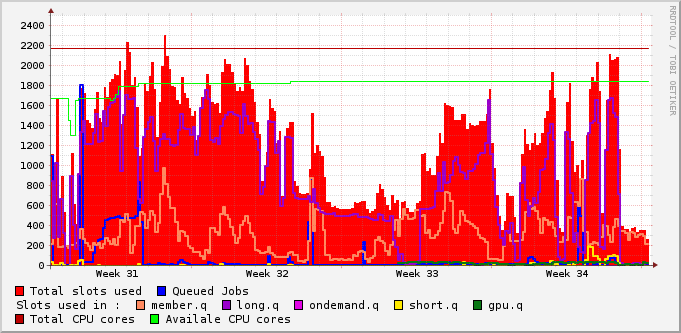 2400
2200
2000
1800
1600
1400
1200
1000
800
600
400
200
0
Week 31 Week 32 Week 33 Week 34
Total slots used Queued Jobs
Slots used in : member.q long.q ondemand.q short.q gpu.q
Total CPU cores Availale CPU cores
RRDTOOL / TOBI OETIKER